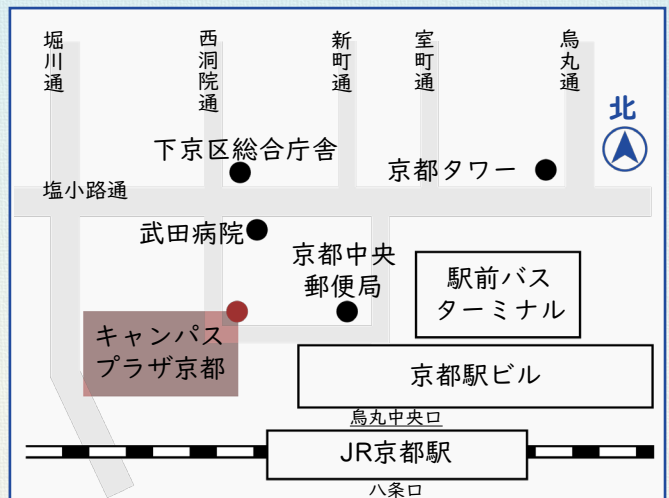 堀川通
西洞院通
新町通
室町通
烏丸通
北
下京区総合庁舎
京都タワー
塩小路通
武田病院
京都中央
郵便局
駅前バス
ターミナル
キャンパス
プラザ京都
京都駅ビル
烏丸中央口
JR京都駅
八条口